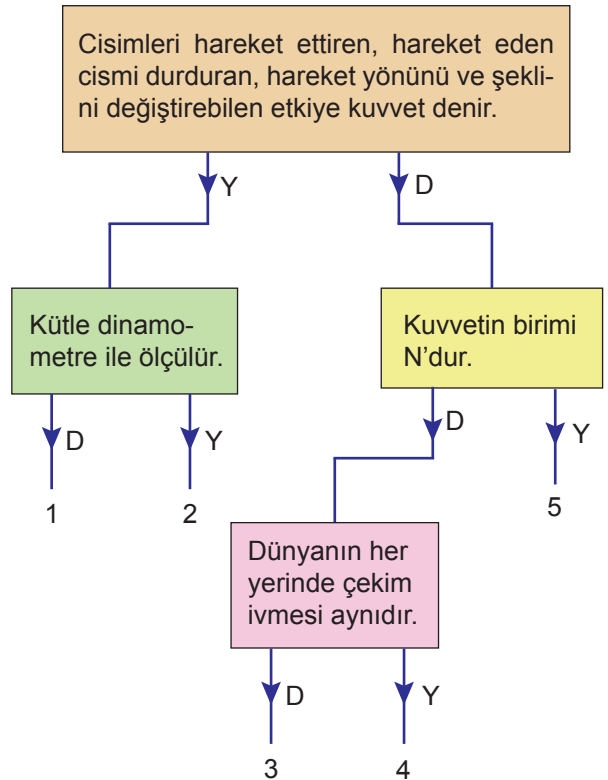 Cisimleri hareket ettiren, hareket eden
cismi durduran, hareket yönünü ve şekli-
ni değiştirebilen etkiye kuvvet denir.
Y
D
Kütle dinamo-
metre ile ölçülür.
Kuvvetin birimi
N’dur.
D
Y
D
Y
1
2
5
Dünyanın her
yerinde çekim
ivmesi aynıdır.
D
Y
3
4